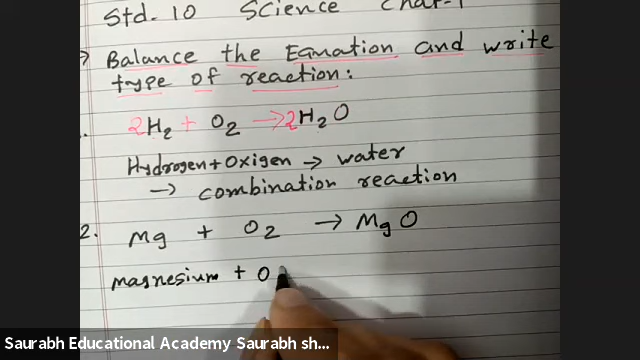 Std. 10 Science Chat-1
Balance the Equation and write
type of reaction:
2H2 + O2 → 2H2O
Hydrogen + Oxigen → water
→ combination reaction
2. Mg + O2 → MgO
magnesium + O
Saurabh Educational Academy Saurabh sh...